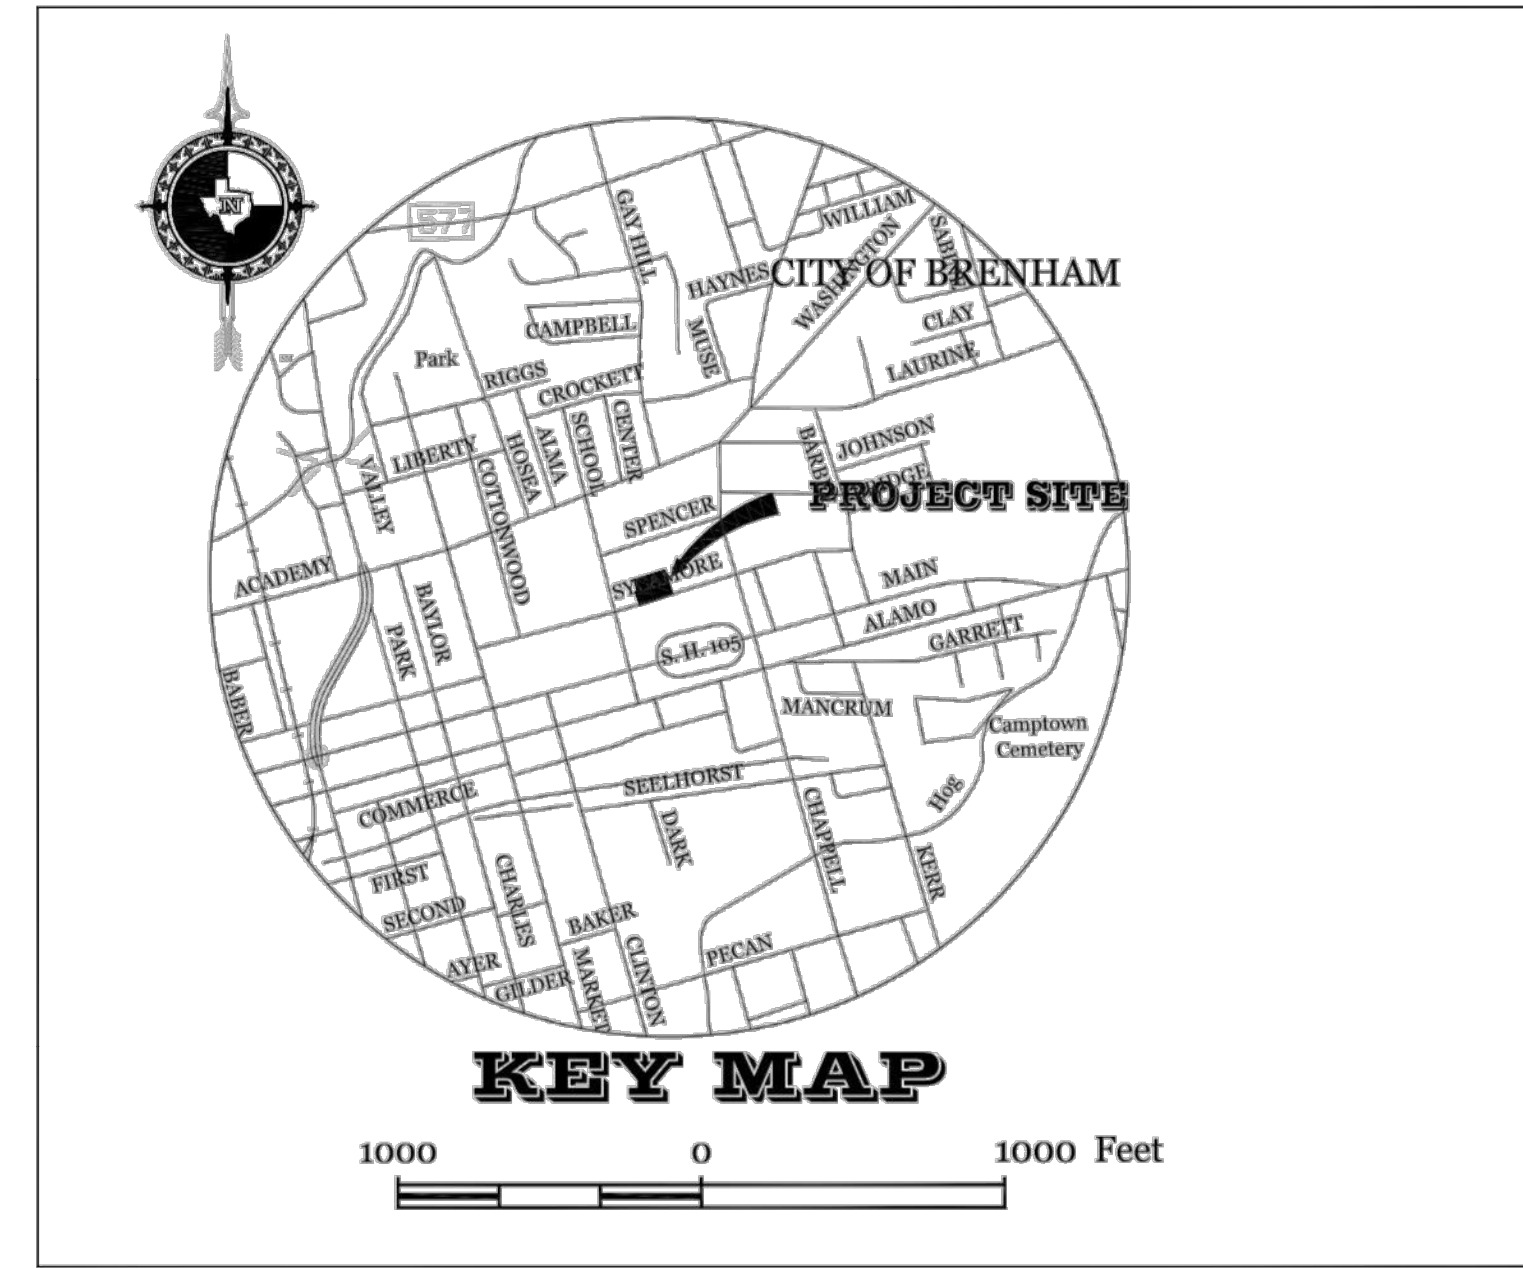 N
577
GAY HILL
WILLIAM
WASHINGTON
HAYNES
CITY OF BRENHAM
CAMPBELL
MUSE
CLAY
Park
RIGGS
CROCKETT
LAURINE
LIBERTY
HOSEA
ALMA
SCHOOL
CENTER
JOHNSON
VALLEY
COTTONWOOD
SPENCER
PROJECT SITE
ACADEMY
SYCAMORE
MAIN
BAYLOR
PARK
ALAMO
GARRETT
S. H. 105
BABER
MANCRUM
Camptown
Cemetery
COMMERCE
SEELHORST
Hog
DARK
CHAPPELL
KERR
FIRST
SECOND
CHARLES
BAKER
AYER
GILDER
MARKET
CLINTON
PECAN
KEY MAP
1000 0 1000 Feet